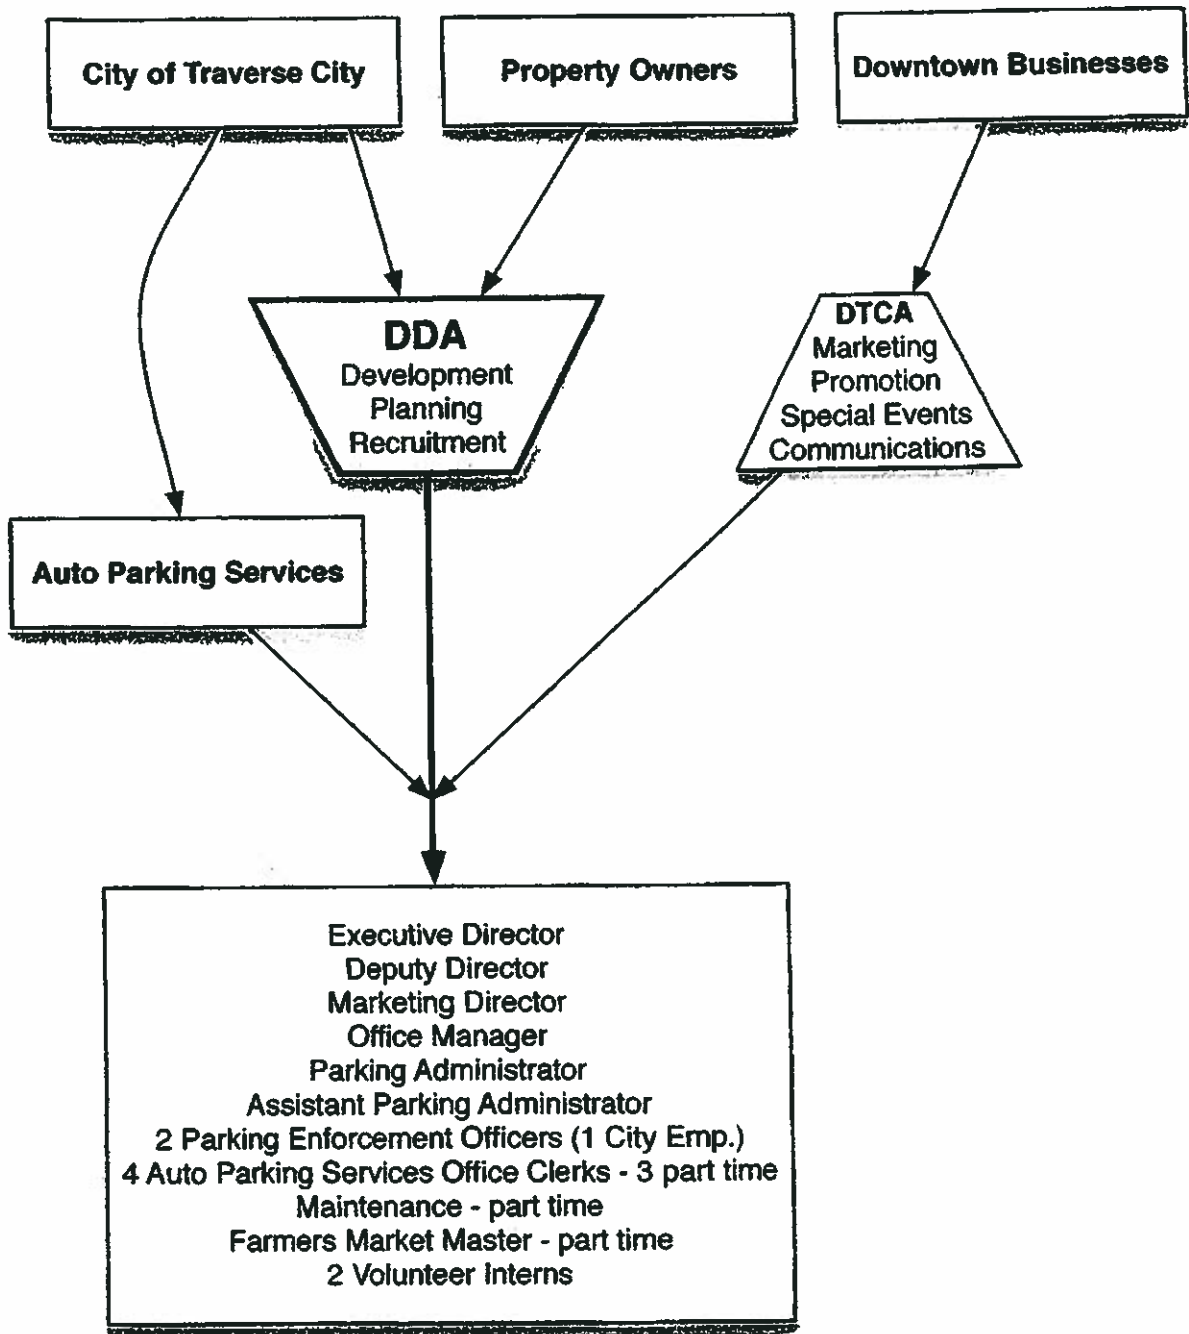 City of Traverse City
Property Owners
Downtown Businesses
DDA
Development
Planning
Recruitment
DTCA
Marketing
Promotion
Special Events
Communications
Auto Parking Services
Executive Director
Deputy Director
Marketing Director
Office Manager
Parking Administrator
Assistant Parking Administrator
2 Parking Enforcement Officers (1 City Emp.)
4 Auto Parking Services Office Clerks - 3 part time
Maintenance - part time
Farmers Market Master - part time
2 Volunteer Interns